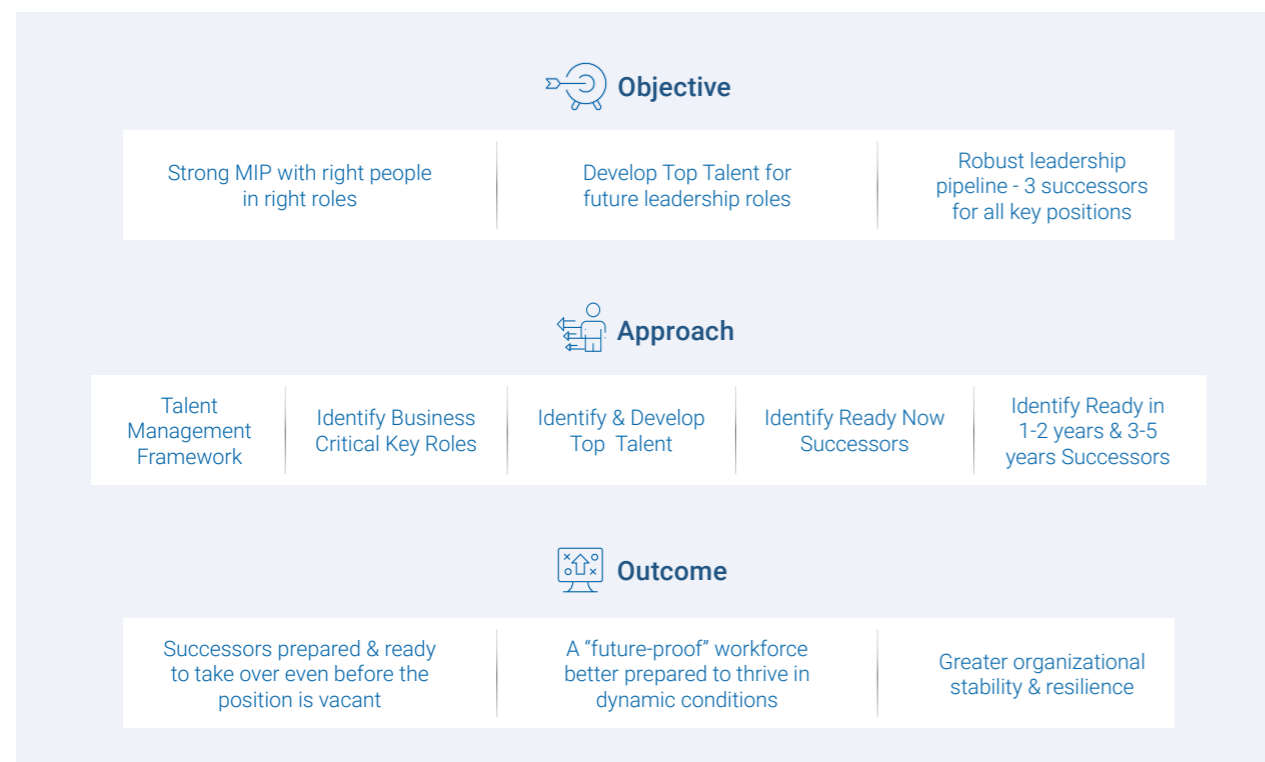 Objective
Strong MIP with right people
in right roles
Develop Top Talent for
future leadership roles
Robust leadership
pipeline - 3 successors
for all key positions
Approach
Talent
Management
Framework
Identify Business
Critical Key Roles
Identify & Develop
Top Talent
Identify Ready Now
Successors
Identify Ready in
1-2 years & 3-5
years Successors
Outcome
Successors prepared & ready
to take over even before the
position is vacant
A “future-proof” workforce
better prepared to thrive in
dynamic conditions
Greater organizational
stability & resilience